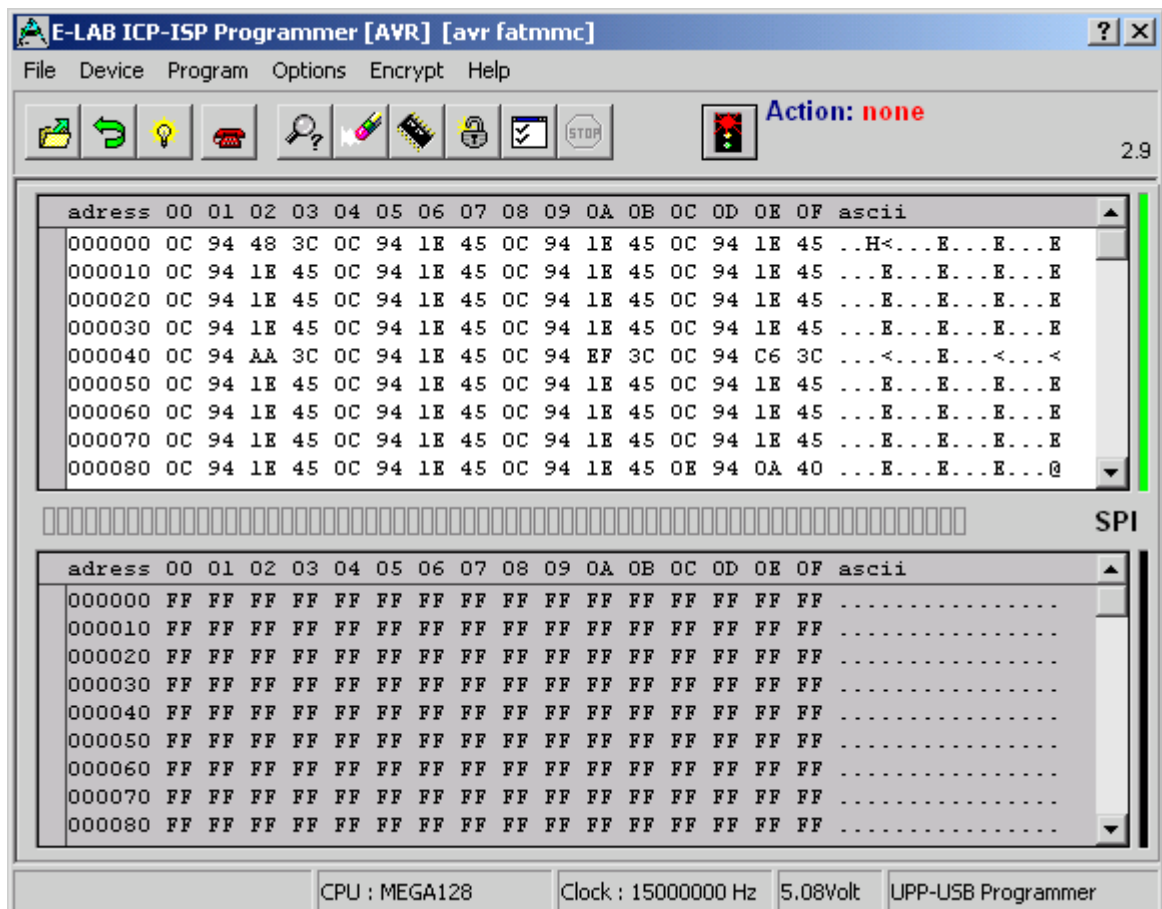 E-LAB ICP-ISP Programmer [AVR] [avr fatmmc]
File Device Program Options Encrypt Help
STOP
Action: none
2.9
adress 00 01 02 03 04 05 06 07 08 09 0A 0B 0C 0D 0E 0F ascii
000000 0C 94 48 3C 0C 94 1E 45 0C 94 1E 45 0C 94 1E 45 ..H<...E...E...E
000010 0C 94 1E 45 0C 94 1E 45 0C 94 1E 45 0C 94 1E 45 ...E...E...E...E
000020 0C 94 1E 45 0C 94 1E 45 0C 94 1E 45 0C 94 1E 45 ...E...E...E...E
000030 0C 94 1E 45 0C 94 1E 45 0C 94 1E 45 0C 94 1E 45 ...E...E...E...E
000040 0C 94 AA 3C 0C 94 1E 45 0C 94 EF 3C 0C 94 C6 3C ...<...E...<...<
000050 0C 94 1E 45 0C 94 1E 45 0C 94 1E 45 0C 94 1E 45 ...E...E...E...E
000060 0C 94 1E 45 0C 94 1E 45 0C 94 1E 45 0C 94 1E 45 ...E...E...E...E
000070 0C 94 1E 45 0C 94 1E 45 0C 94 1E 45 0C 94 1E 45 ...E...E...E...E
000080 0C 94 1E 45 0C 94 1E 45 0C 94 1E 45 0E 94 0A 40 ...E...E...E...@
SPI
adress 00 01 02 03 04 05 06 07 08 09 0A 0B 0C 0D 0E 0F ascii
000000 FF FF FF FF FF FF FF FF FF FF FF FF FF FF FF FF ................
000010 FF FF FF FF FF FF FF FF FF FF FF FF FF FF FF FF ................
000020 FF FF FF FF FF FF FF FF FF FF FF FF FF FF FF FF ................
000030 FF FF FF FF FF FF FF FF FF FF FF FF FF FF FF FF ................
000040 FF FF FF FF FF FF FF FF FF FF FF FF FF FF FF FF ................
000050 FF FF FF FF FF FF FF FF FF FF FF FF FF FF FF FF ................
000060 FF FF FF FF FF FF FF FF FF FF FF FF FF FF FF FF ................
000070 FF FF FF FF FF FF FF FF FF FF FF FF FF FF FF FF ................
000080 FF FF FF FF FF FF FF FF FF FF FF FF FF FF FF FF ................
CPU : MEGA128 Clock : 15000000 Hz 5.08Volt UPP-USB Programmer